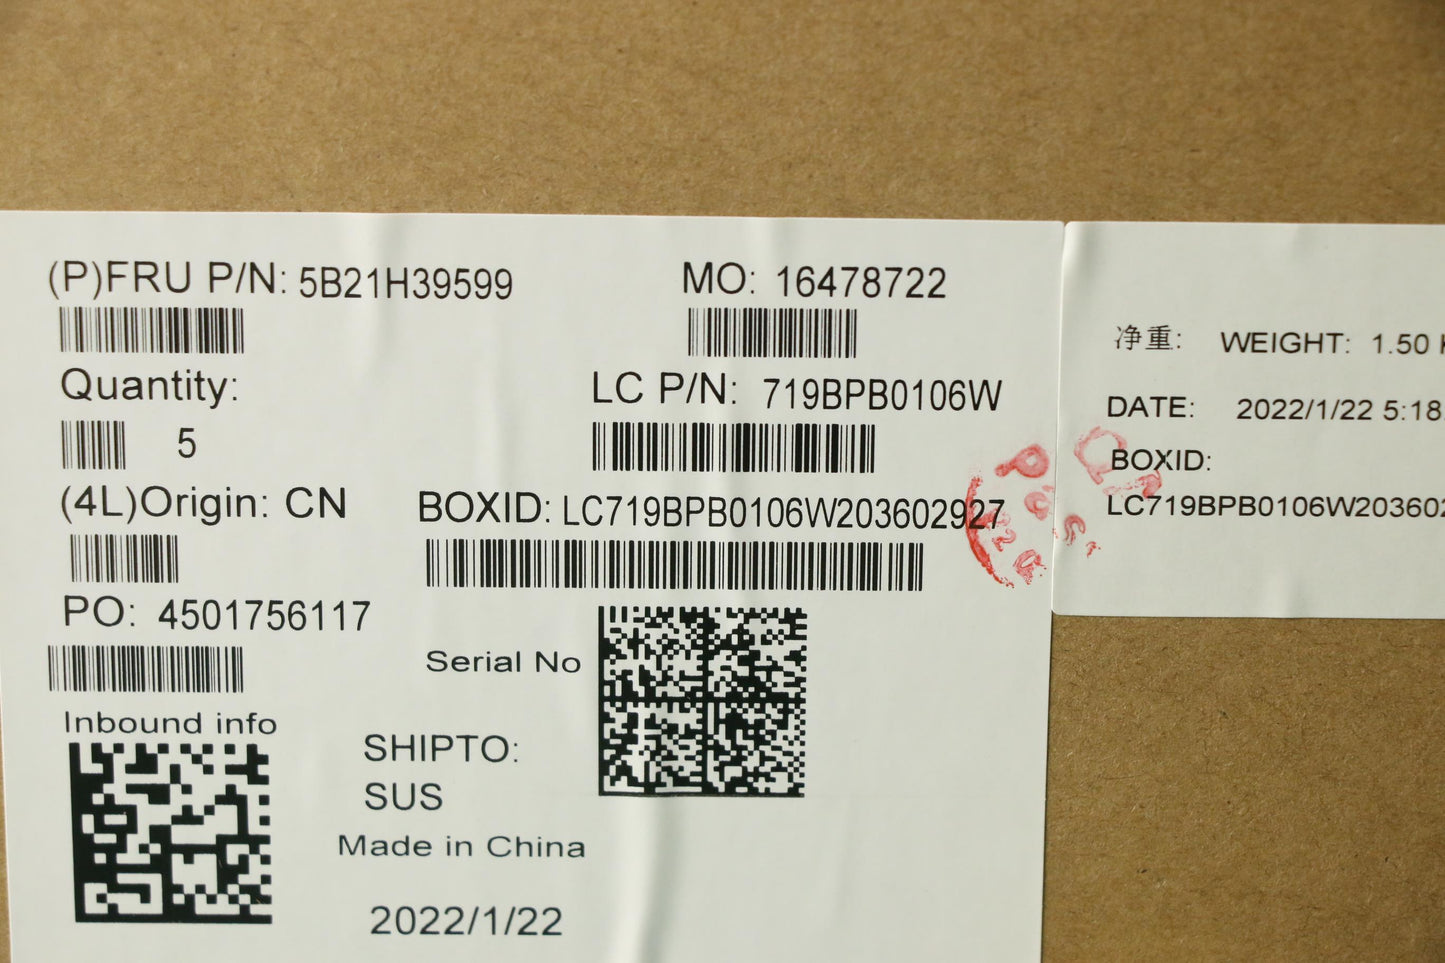 (P)FRU P/N: 5B21H39599
MO: 16478722
Quantity:
5
LC P/N: 719BPB0106W
(4L)Origin: CN
BOXID: LC719BPB0106W203602927
PO: 4501756117
Serial No
Inbound info
SHIPTO:
SUS
Made in China
2022/1/22
净重: WEIGHT: 1.50
DATE: 2022/1/22 5:18
BOXID:
LC719BPB0106W203602